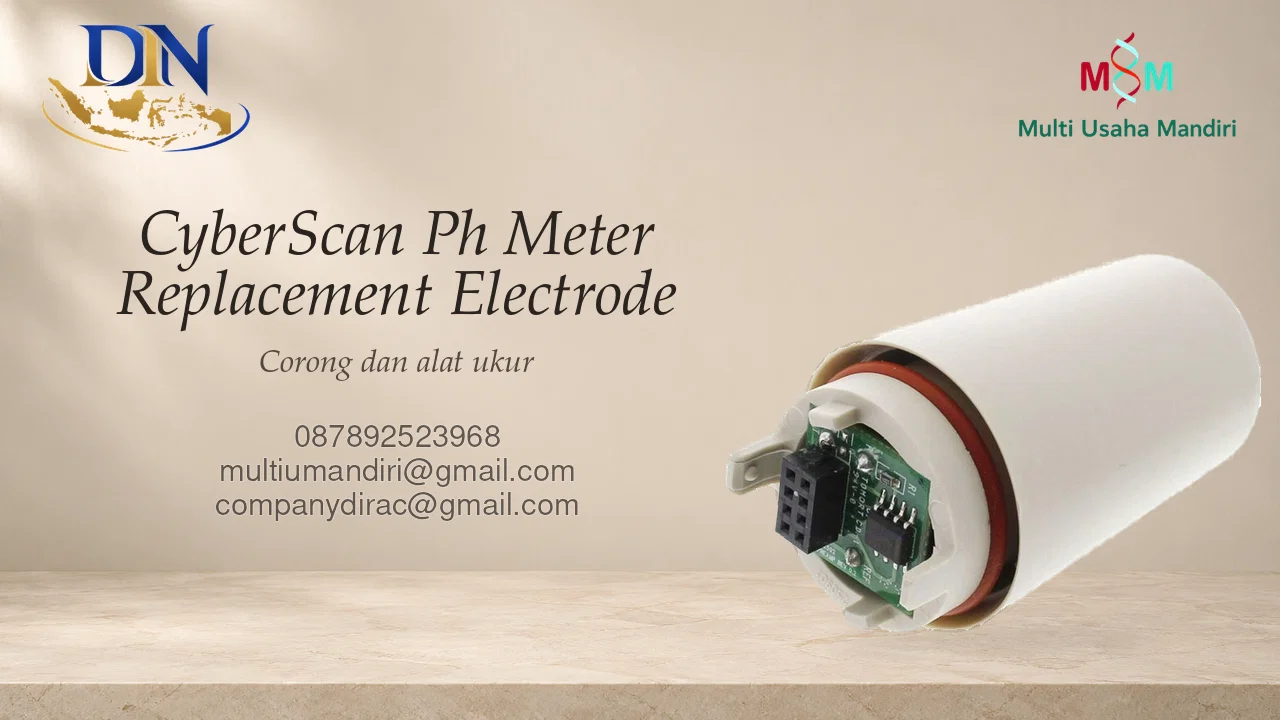 DIN
M M
Multi Usaha Mandiri
CyberScan Ph Meter
Replacement Electrode
Corong dan alat ukur
087892523968
multiumandiri@gmail.com
companydirac@gmail.com